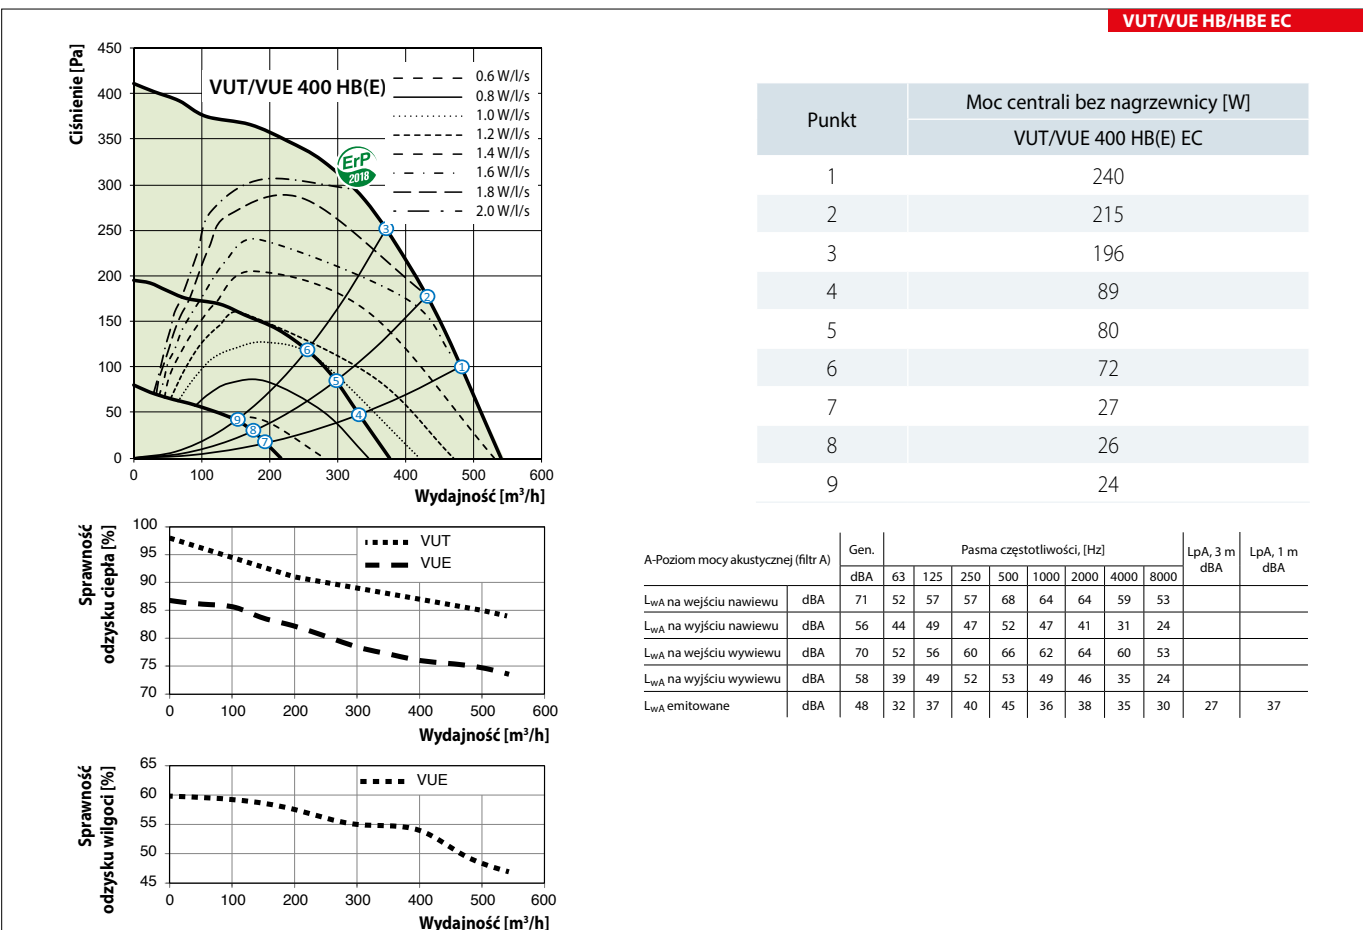 VUT/VUE HB/HBE EC
Ciśnienie [Pa]
450
400
350
300
250
200
150
100
50
0
VUT/VUE 400 HB(E)
0.6 W/l/s
0.8 W/l/s
1.0 W/l/s
1.2 W/l/s
1.4 W/l/s
1.6 W/l/s
1.8 W/l/s
2.0 W/l/s
ErP
2018
3
2
1
6
5
4
9
8
7
0 100 200 300 400 500 600
Wydajność [m³/h]
Punkt
Moc centrali bez nagrzewnicy [W]
VUT/VUE 400 HB(E) EC
1 240
2 215
3 196
4 89
5 80
6 72
7 27
8 26
9 24
Sprawność
odzysku ciepła [%]
100
95
90
85
80
75
70
VUT
VUE
0 100 200 300 400 500 600
Wydajność [m³/h]
A-Poziom mocy akustycznej (filtr A) Gen. Pasma częstotliwości, [Hz] LpA, 3 m dBA LpA, 1 m dBA
dBA 63 125 250 500 1000 2000 4000 8000
LwA na wejściu nawiewu dBA 71 52 57 57 68 64 64 59 53
LwA na wyjściu nawiewu dBA 56 44 49 47 52 47 41 31 24
LwA na wejściu wywiewu dBA 70 52 56 60 66 62 64 60 53
LwA na wyjściu wywiewu dBA 58 39 49 52 53 49 46 35 24
LwA emitowane dBA 48 32 37 40 45 36 38 35 30 27 37
Sprawność
odzysku wilgoci [%]
65
60
55
50
45
VUE
0 100 200 300 400 500 600
Wydajność [m³/h]